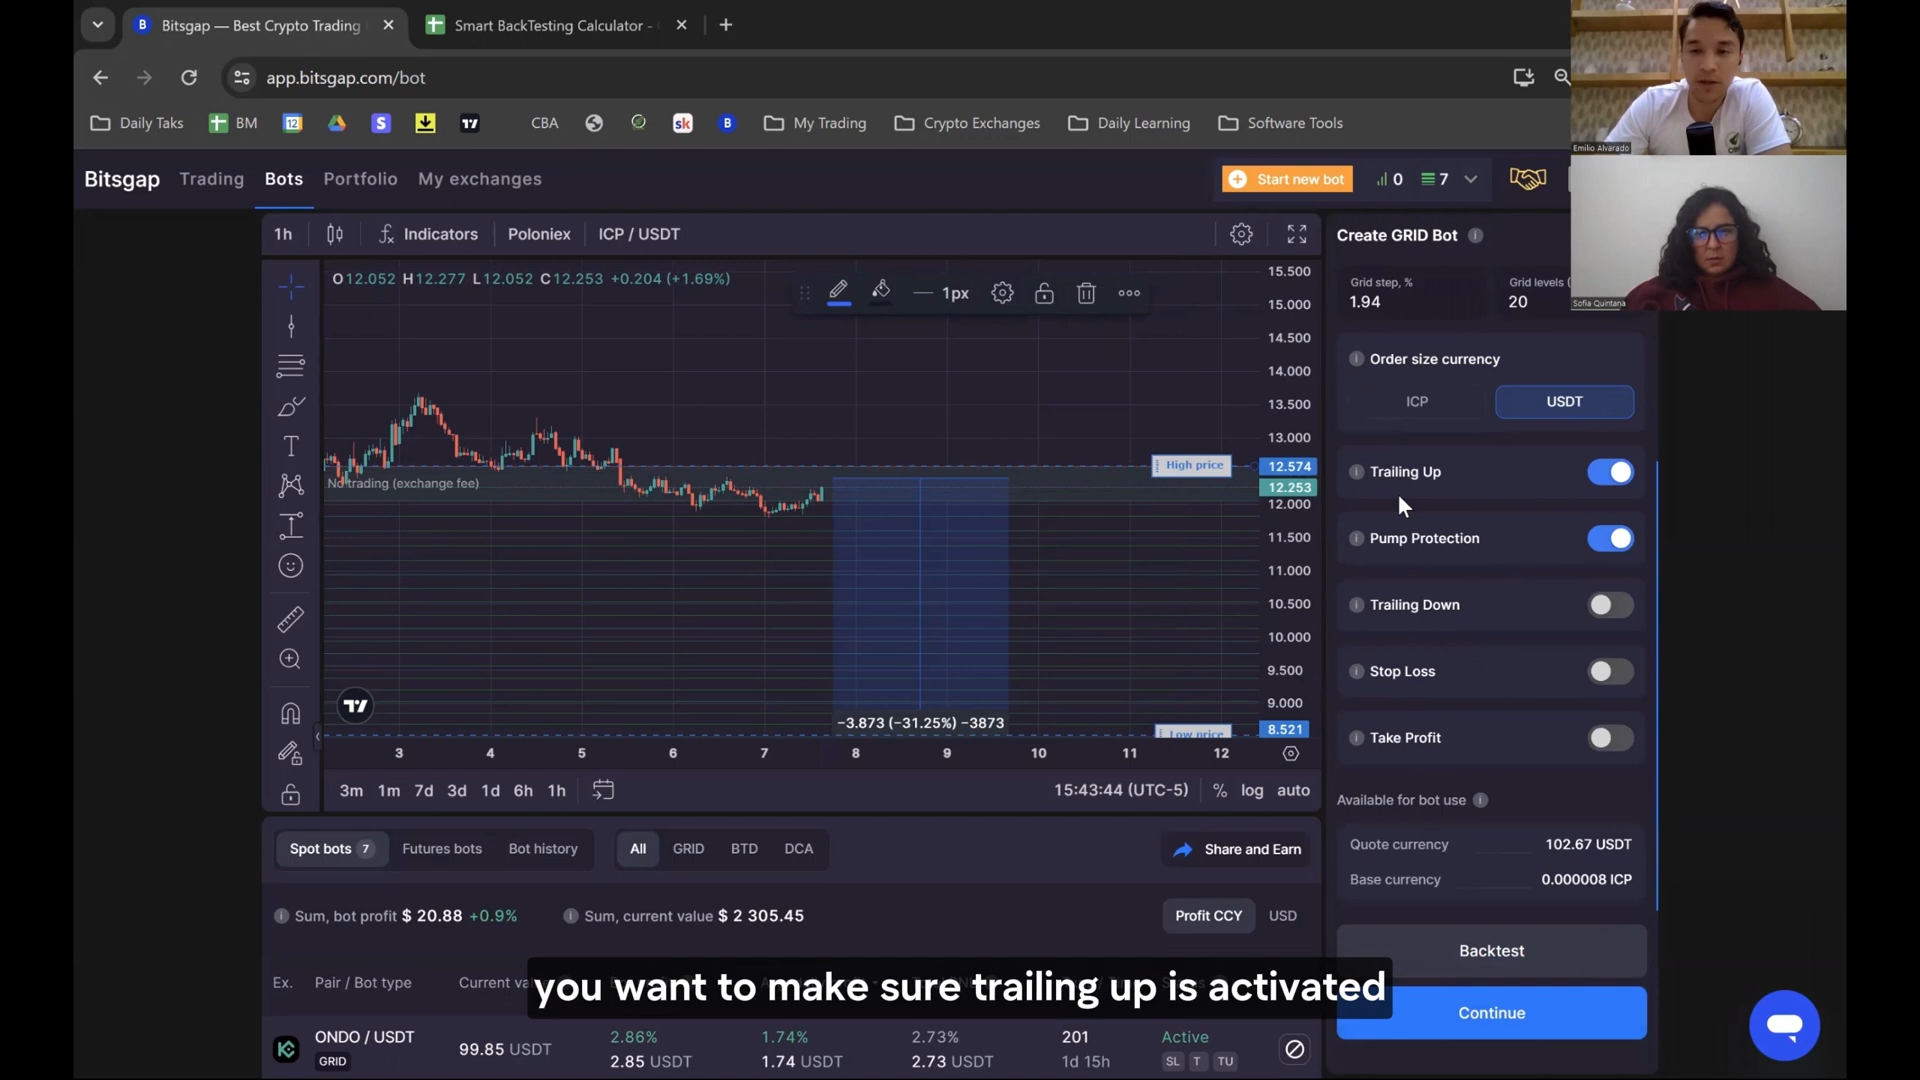 Bitsgap — Best Crypto Trading
Smart BackTesting Calculator -
app.bitsgap.com/bot
Daily Taks
BM
CBA
sk
My Trading
Crypto Exchanges
Daily Learning
Software Tools
Emilio Alvarado
Sofia Quintana
Bitsgap
Trading
Bots
Portfolio
My exchanges
Start new bot
0
7
1h
Indicators
Poloniex
ICP / USDT
O12.052 H12.277 L12.052 C12.253 +0.204 (+1.69%)
1px
High price
No trading (exchange fee)
−3.873 (−31.25%) −3873
Low price
15.500
15.000
14.500
14.000
13.500
13.000
12.574
12.253
12.000
11.500
11.000
10.500
10.000
9.500
9.000
8.521
3 4 5 6 7 8 9 10 11 12
3m 1m 7d 3d 1d 6h 1h
15:43:44 (UTC-5)
% log auto
Create GRID Bot
Grid step, %
1.94
Grid levels (
20
Order size currency
ICP
USDT
Trailing Up
Pump Protection
Trailing Down
Stop Loss
Take Profit
Available for bot use
Quote currency 102.67 USDT
Base currency 0.000008 ICP
Backtest
Continue
Spot bots 7
Futures bots
Bot history
All
GRID
BTD
DCA
Share and Earn
Sum, bot profit $ 20.88 +0.9%
Sum, current value $ 2 305.45
Profit CCY
USD
Ex.
Pair / Bot type
Current va
you want to make sure trailing up is activated
ONDO / USDT
GRID
99.85 USDT
2.86%
2.85 USDT
1.74%
1.74 USDT
2.73%
2.73 USDT
201
1d 15h
Active
SL T TU